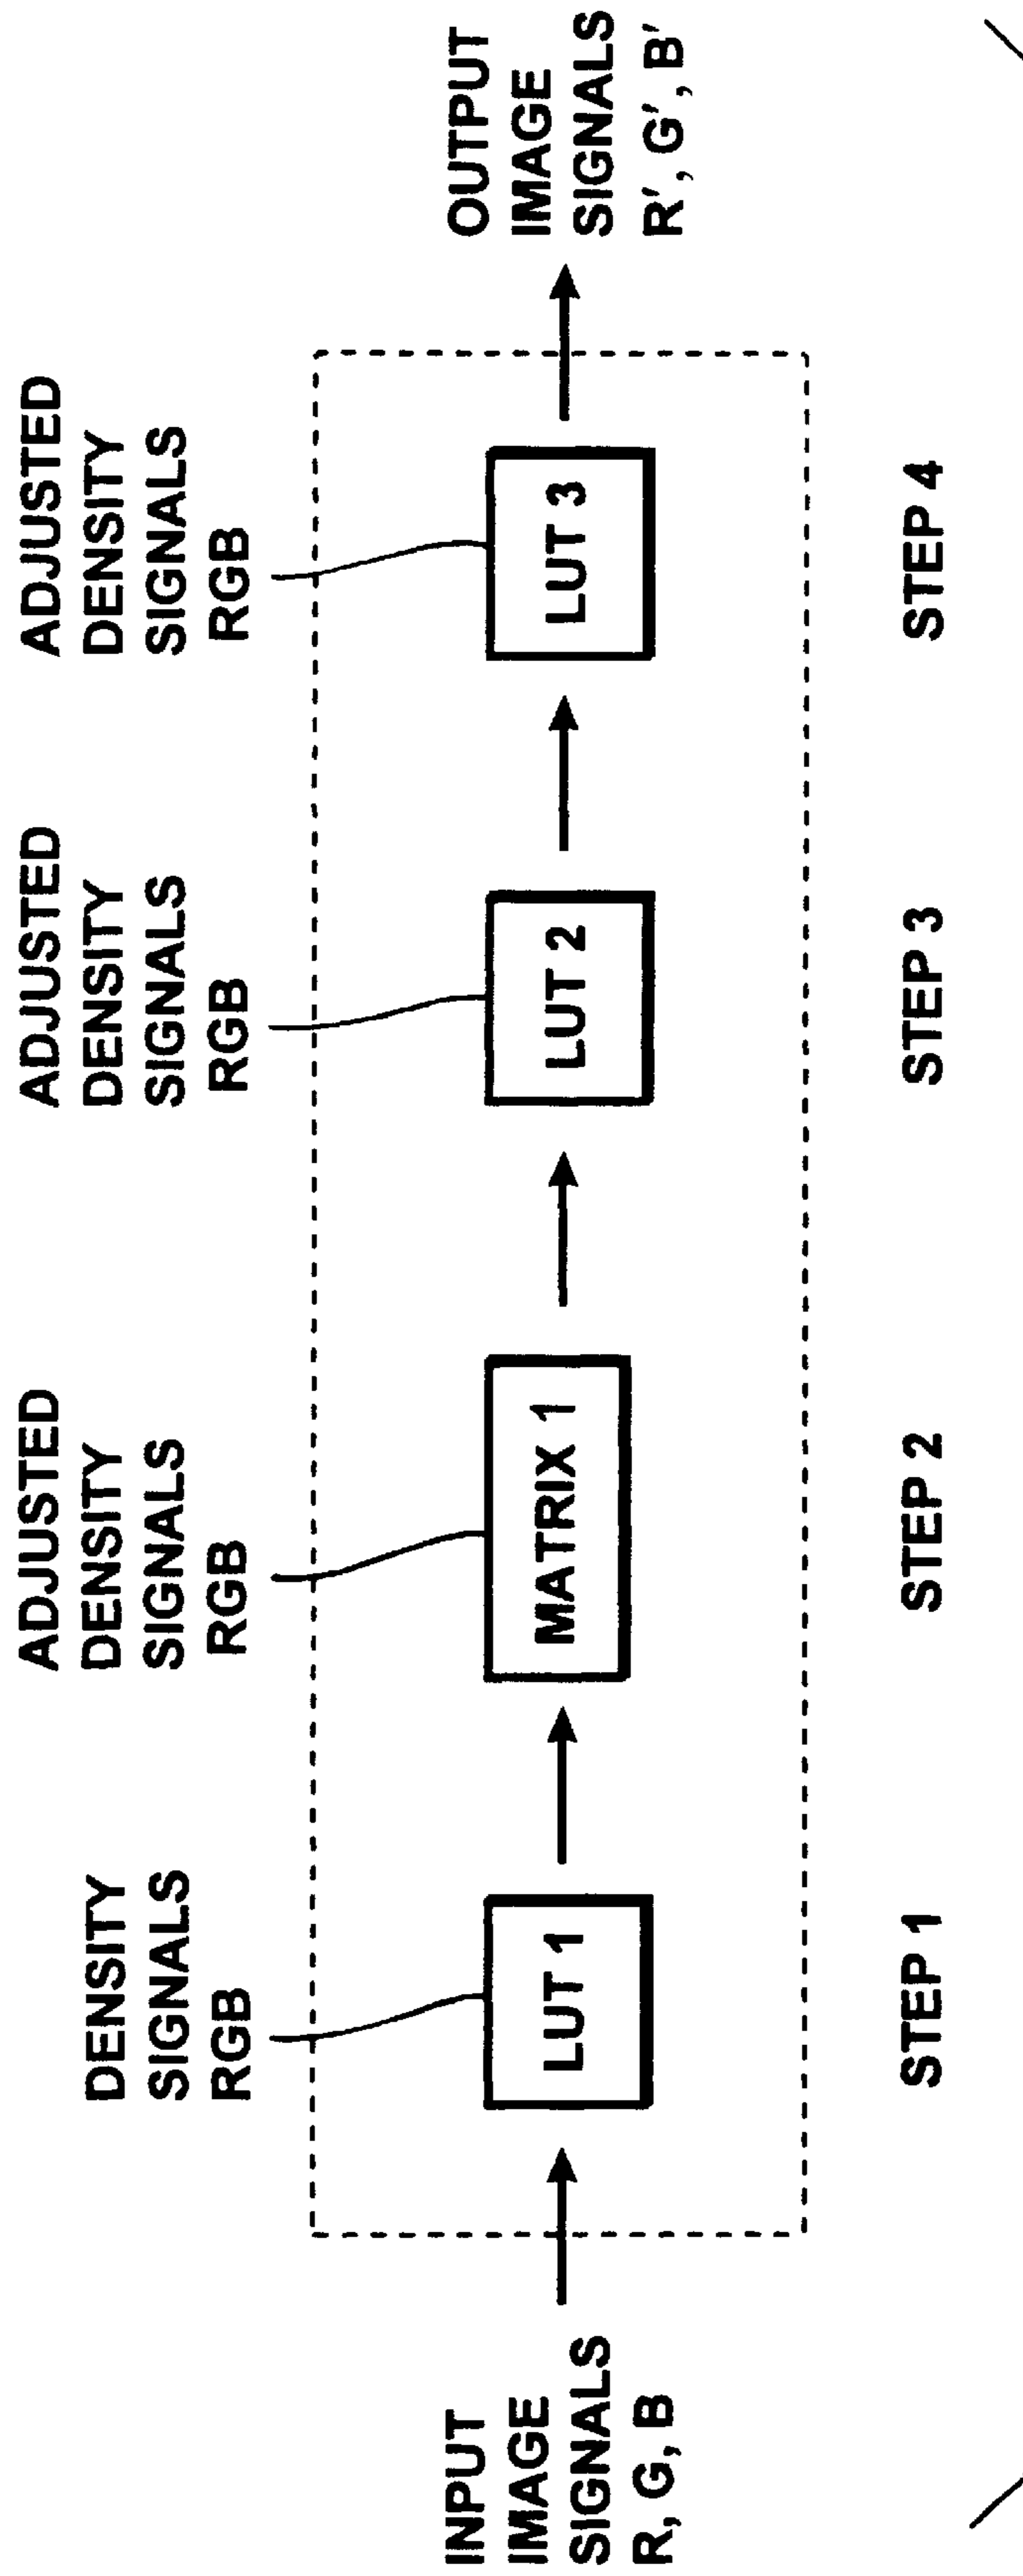 DENSITY
SIGNALS
RGB
ADJUSTED
DENSITY
SIGNALS
RGB
ADJUSTED
DENSITY
SIGNALS
RGB
ADJUSTED
DENSITY
SIGNALS
RGB
INPUT
IMAGE
SIGNALS
R, G, B
LUT 1
MATRIX 1
LUT 2
LUT 3
OUTPUT
IMAGE
SIGNALS
R′, G′, B′
STEP 1
STEP 2
STEP 3
STEP 4